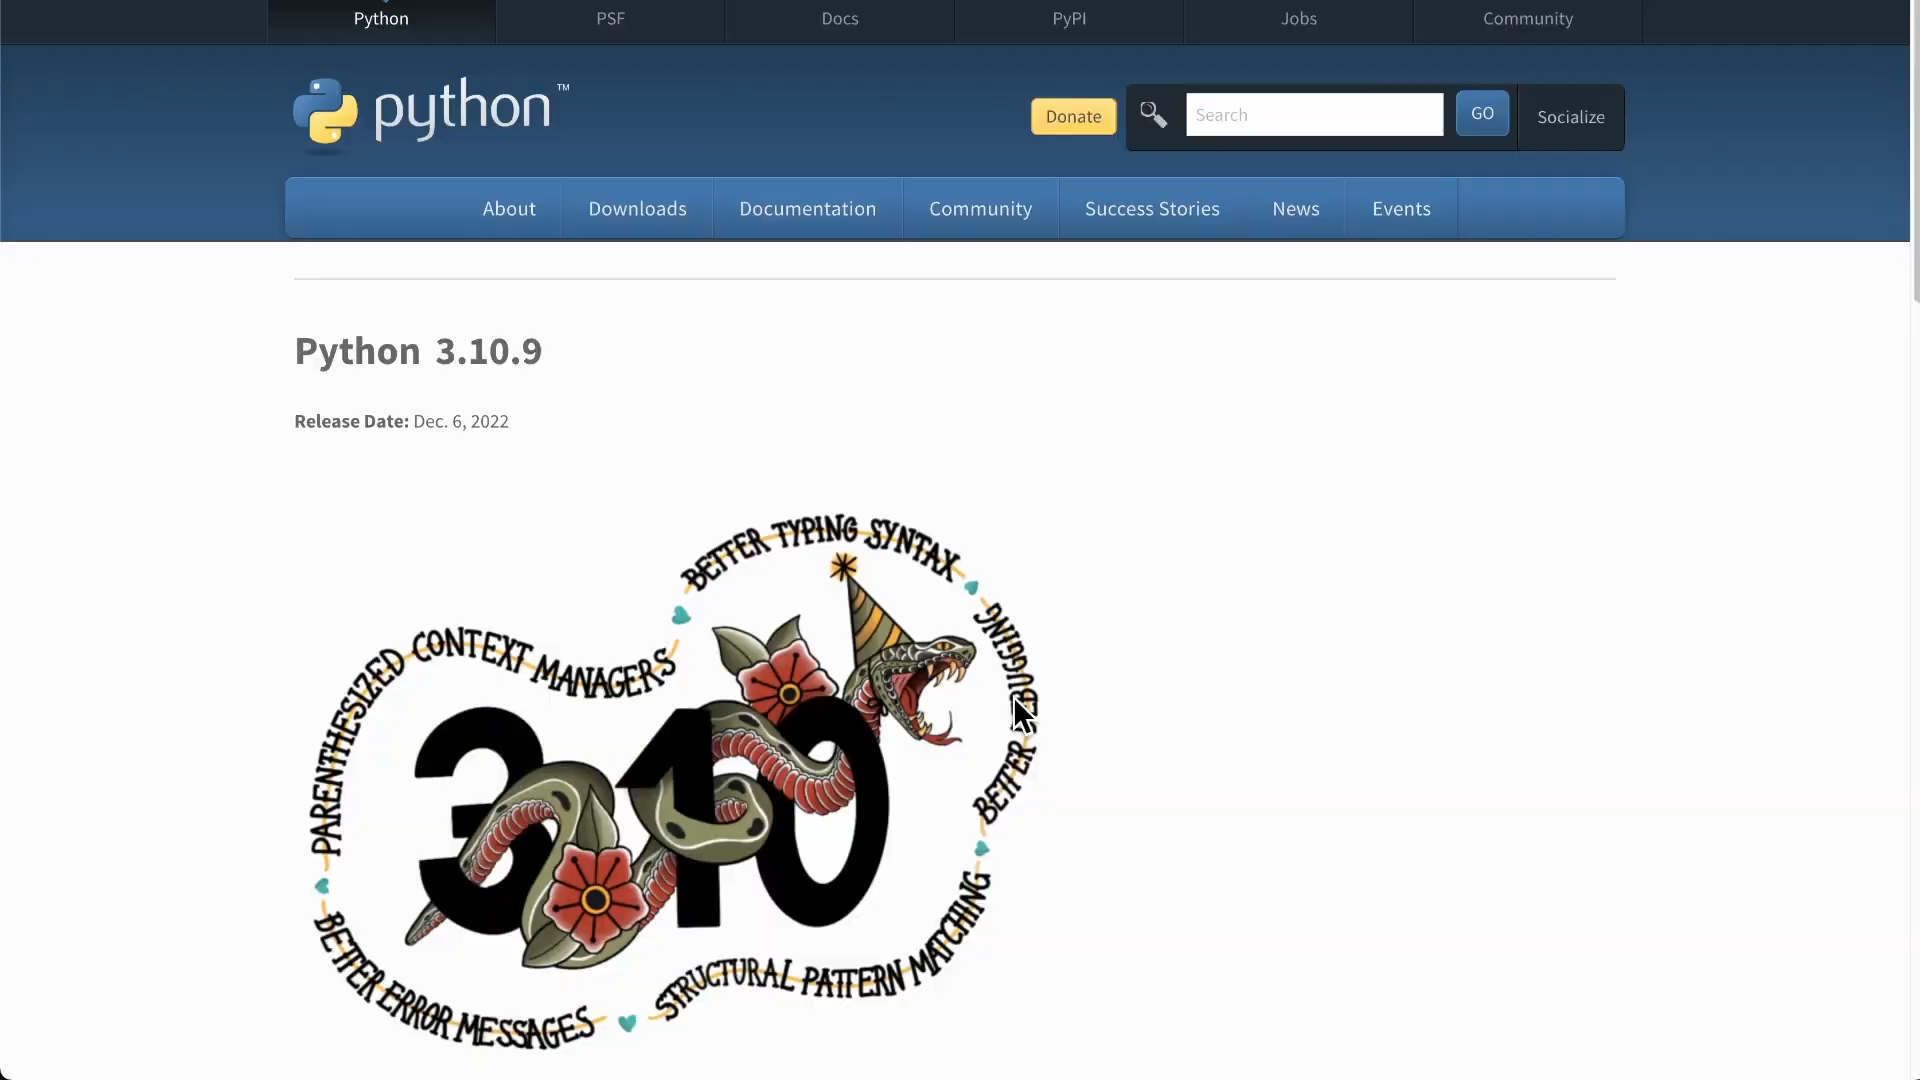 Python PSF Docs PyPI Jobs Community
python™
Donate
Search
GO
Socialize
About Downloads Documentation Community Success Stories News Events
Python 3.10.9
Release Date: Dec. 6, 2022
PARENTHESIZED CONTEXT MANAGERS
BETTER TYPING SYNTAX
BETTER
3.10
STRUCTURAL PATTERN MATCHING
BETTER ERROR MESSAGES